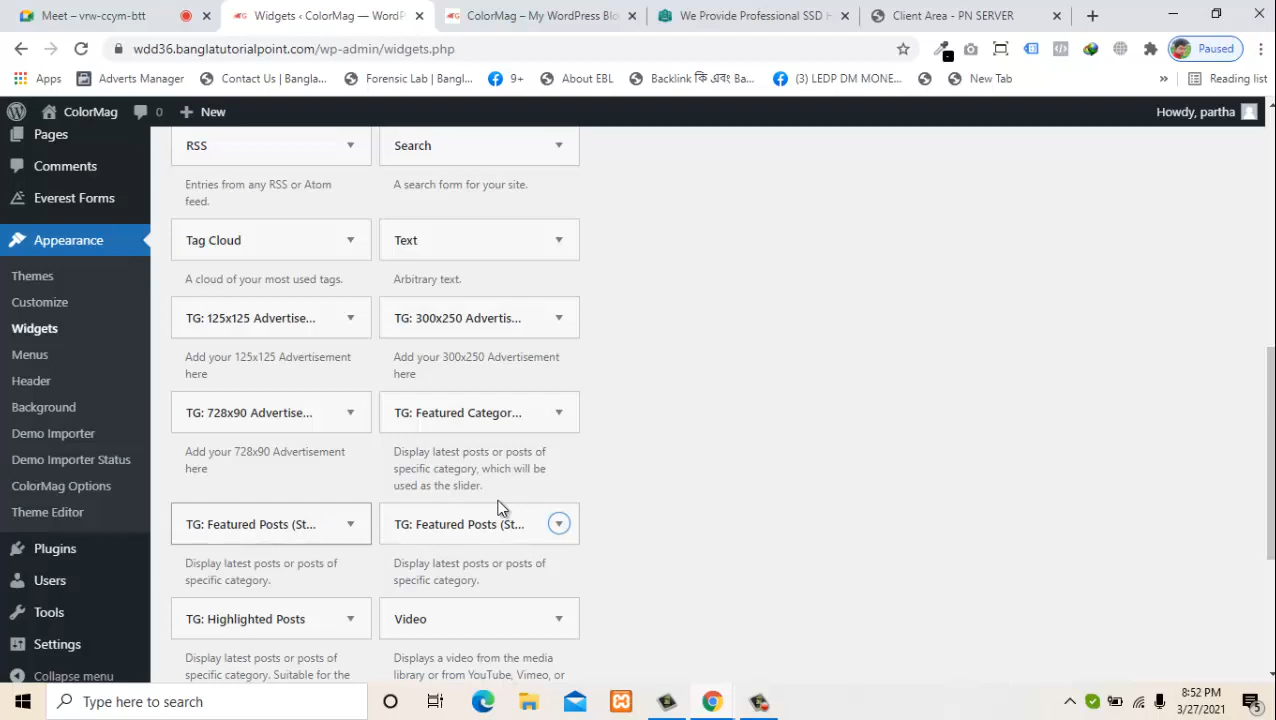 Meet – vrw-ccym-btt
Widgets ‹ ColorMag — WordP
ColorMag – My WordPress Blo
We Provide Professional SSD H
Client Area - PN SERVER
wdd36.banglatutorialpoint.com/wp-admin/widgets.php
Paused
Apps
Adverts Manager
Contact Us | Bangla...
Forensic Lab | Bangl...
9+
About EBL
Backlink কি এবং Ba...
(3) LEDP DM MONE...
New Tab
»
Reading list
ColorMag
0
New
Howdy, partha
Pages
Comments
Everest Forms
Appearance
Themes
Customize
Widgets
Menus
Header
Background
Demo Importer
Demo Importer Status
ColorMag Options
Theme Editor
Plugins
Users
Tools
Settings
Collapse menu
RSS
Entries from any RSS or Atom
feed.
Search
A search form for your site.
Tag Cloud
A cloud of your most used tags.
Text
Arbitrary text.
TG: 125x125 Advertise...
Add your 125x125 Advertisement
here
TG: 300x250 Advertis...
Add your 300x250 Advertisement
here
TG: 728x90 Advertise...
Add your 728x90 Advertisement
here
TG: Featured Categor...
Display latest posts or posts of
specific category, which will be
used as the slider.
TG: Featured Posts (St...
Display latest posts or posts of
specific category.
TG: Featured Posts (St...
Display latest posts or posts of
specific category.
TG: Highlighted Posts
Display latest posts or posts of
specific category. Suitable for the
Video
Displays a video from the media
library or from YouTube, Vimeo, or
Type here to search
8:52 PM
3/27/2021
5